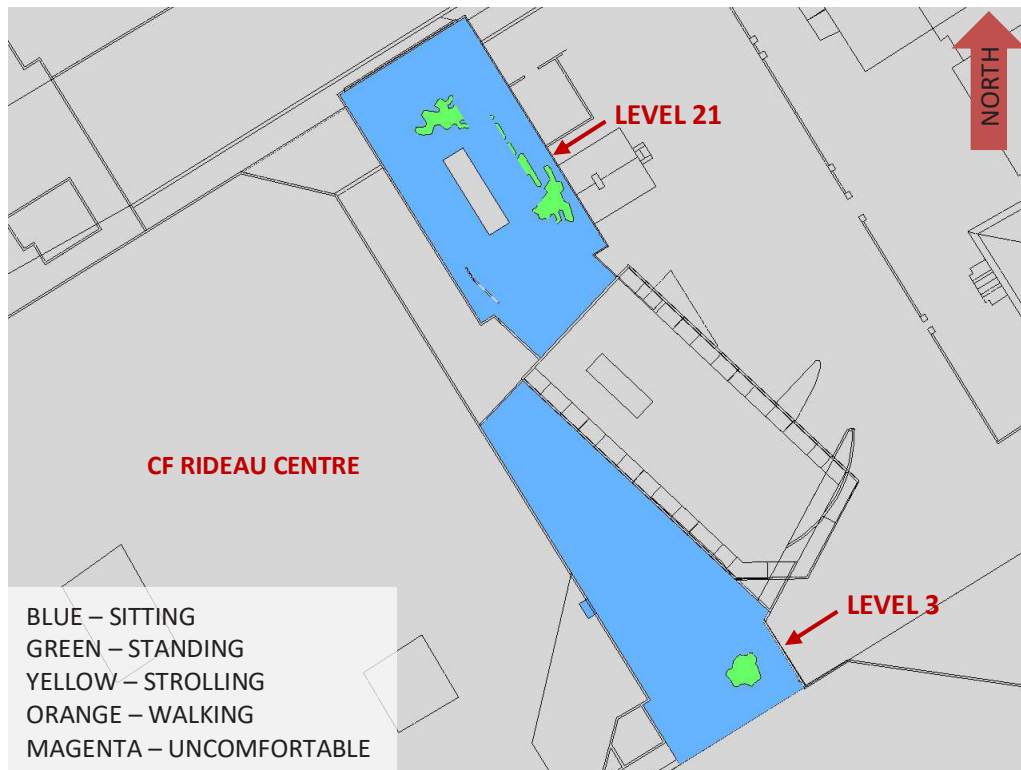 NORTH
LEVEL 21
CF RIDEAU CENTRE
LEVEL 3
BLUE – SITTING
GREEN – STANDING
YELLOW – STROLLING
ORANGE – WALKING
MAGENTA – UNCOMFORTABLE